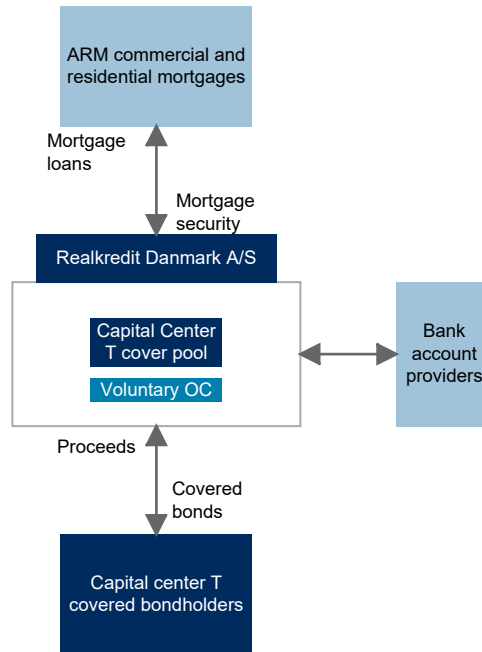 ARM commercial and
residential mortgages
Mortgage
loans
Mortgage
security
Realkredit Danmark A/S
Capital Center
T cover pool
Voluntary OC
Bank
account
providers
Proceeds
Covered
bonds
Capital center T
covered bondholders